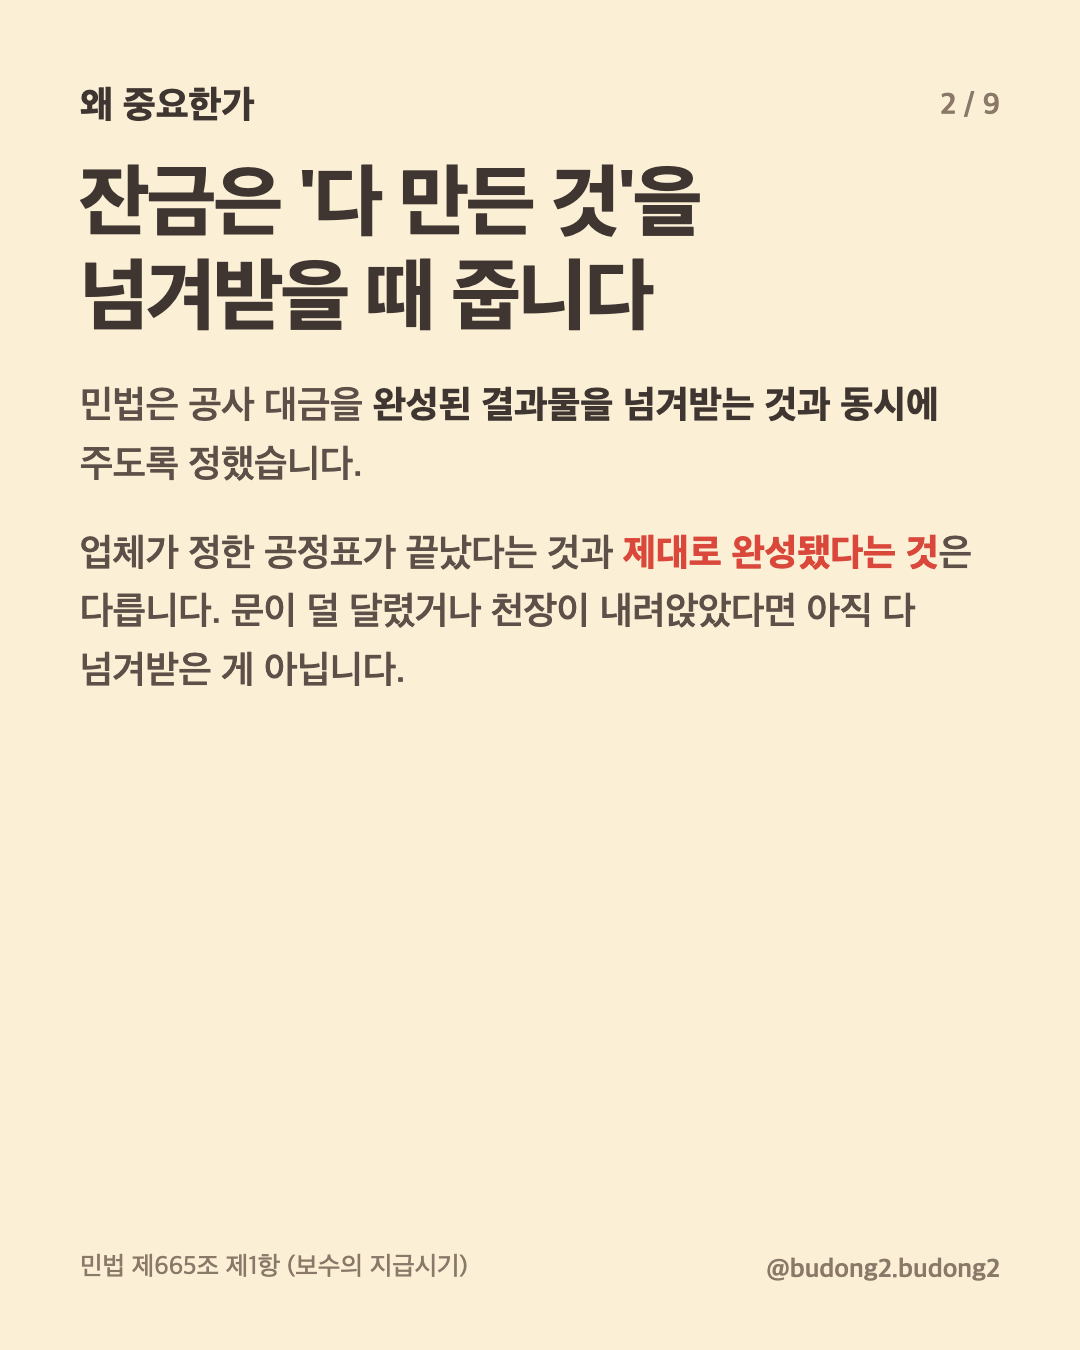 왜 중요한가
2 / 9
잔금은 '다 만든 것'을
넘겨받을 때 줍니다
민법은 공사 대금을 완성된 결과물을 넘겨받는 것과 동시에
주도록 정했습니다.
업체가 정한 공정표가 끝났다는 것과 제대로 완성됐다는 것은
다릅니다. 문이 덜 달렸거나 천장이 내려앉았다면 아직 다
넘겨받은 게 아닙니다.
민법 제665조 제1항 (보수의 지급시기)
@budong2.budong2